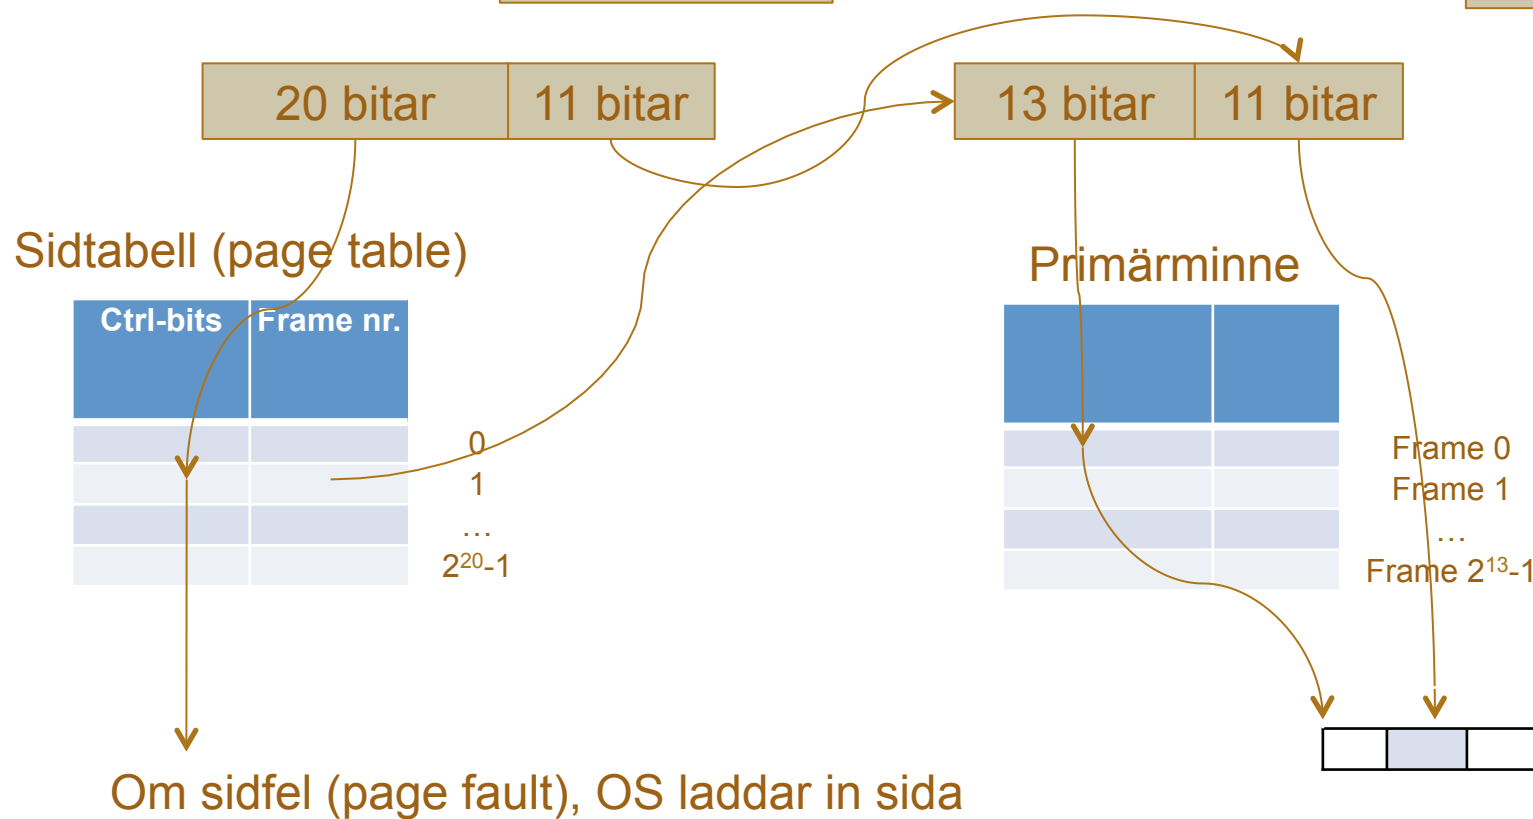 20 bitar 11 bitar 13 bitar 11 bitar
Sidtabell (page table)
Primärminne
Ctrl-bits Frame nr.
0
1
…
2²⁰-1
Frame 0
Frame 1
…
Frame 2¹³-1
Om sidfel (page fault), OS laddar in sida